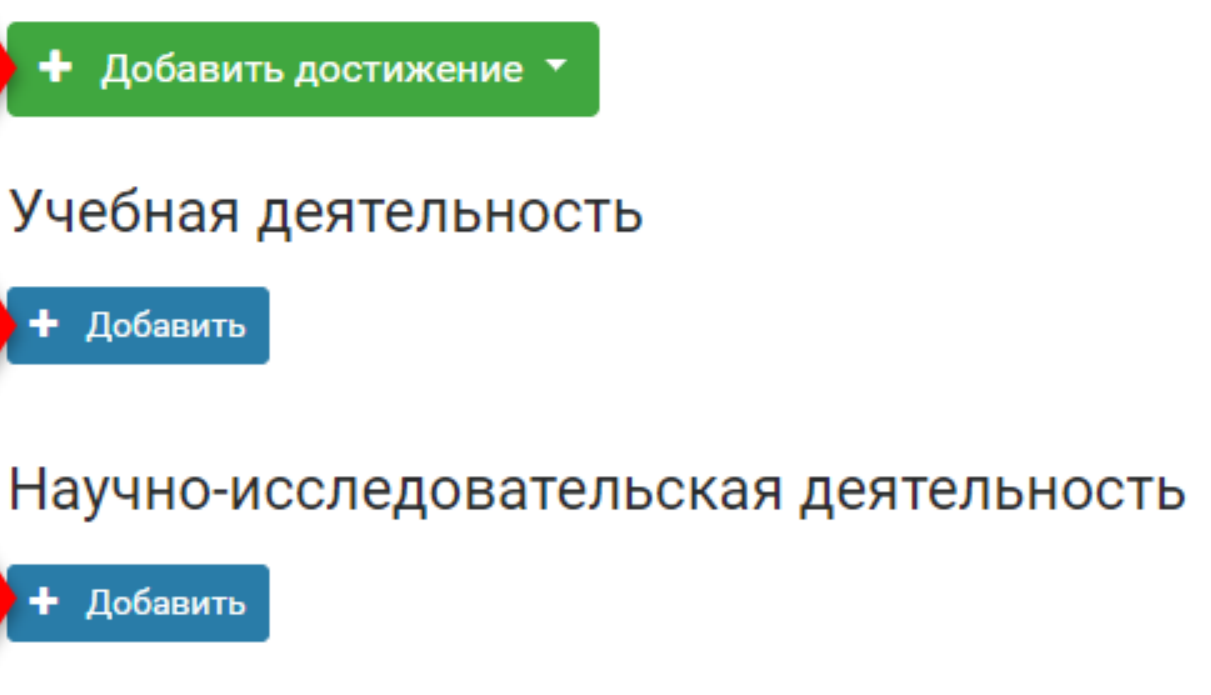 + Добавить достижение
Учебная деятельность
+ Добавить
Научно-исследовательская деятельность
+ Добавить